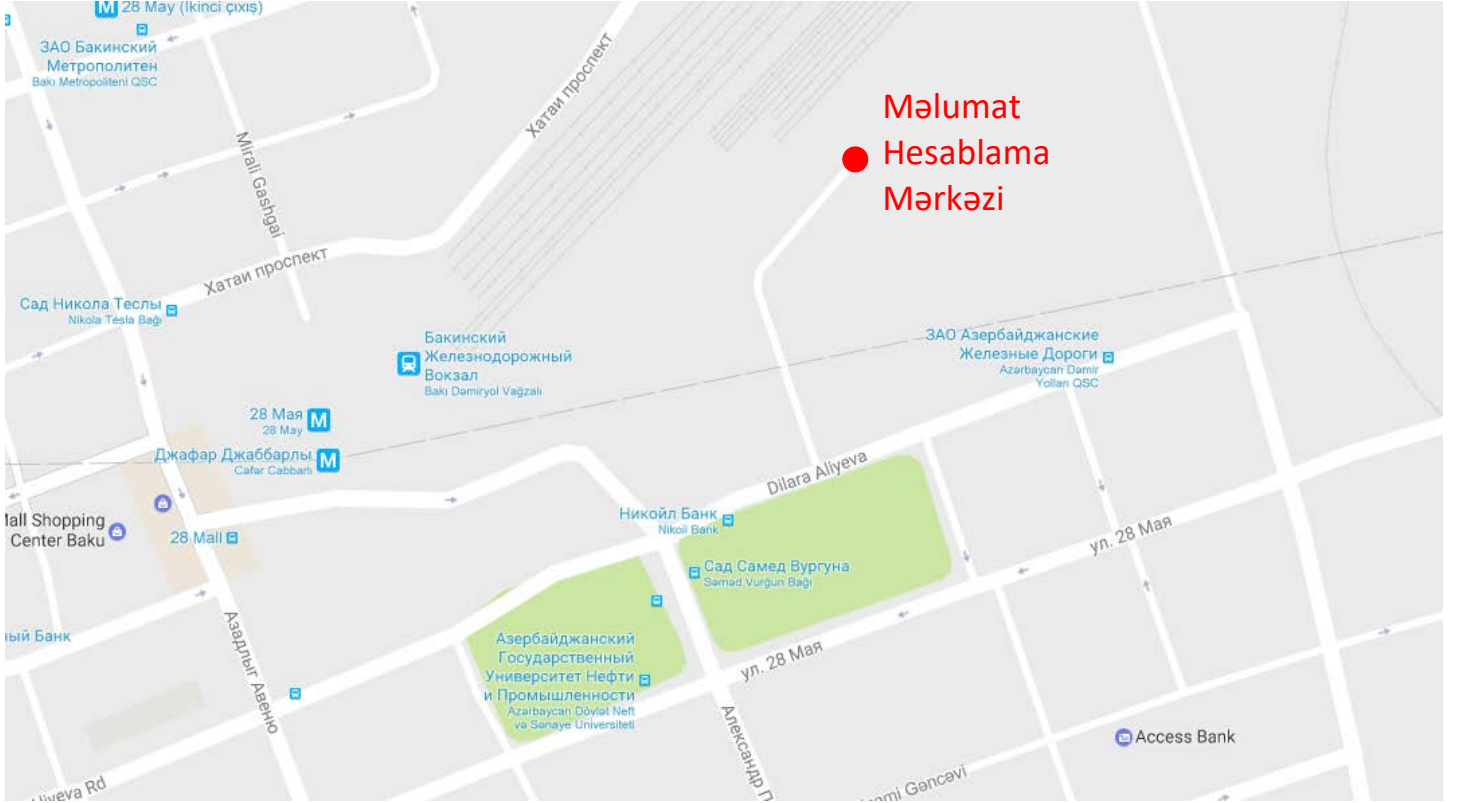 28 May (İkinci çıxış)
ЗАО Бакинский
Метрополитен
Bakı Metropoliteni QSC
Хатаи проспект
Mirali Gashgai
Məlumat
Hesablama
Mərkəzi
Хатаи проспект
Сад Никола Теслы
Nikola Tesla Bağı
Бакинский
Железнодорожный
Вокзал
Bakı Dəmiryol Vağzalı
ЗАО Азербайджанские
Железные Дороги
Azərbaycan Dəmir
Yolları QSC
28 Мая
28 May
Джафар Джаббарлы
Cəfər Cabbarlı
Dilara Aliyeva
Mall Shopping
Center Baku
28 Mall
Никойл Банк
Nikoil Bank
ул. 28 Мая
Сад Самед Вургуна
Səməd Vurğun Bağı
ный Банк
Азадлыг Авеню
Азербайджанский
Государственный
Университет Нефти
и Промышленности
Azərbaycan Dövlət Neft
və Sənaye Universiteti
ул. 28 Мая
Александр П
Access Bank
Aliyeva Rd
ami Gəncəvi